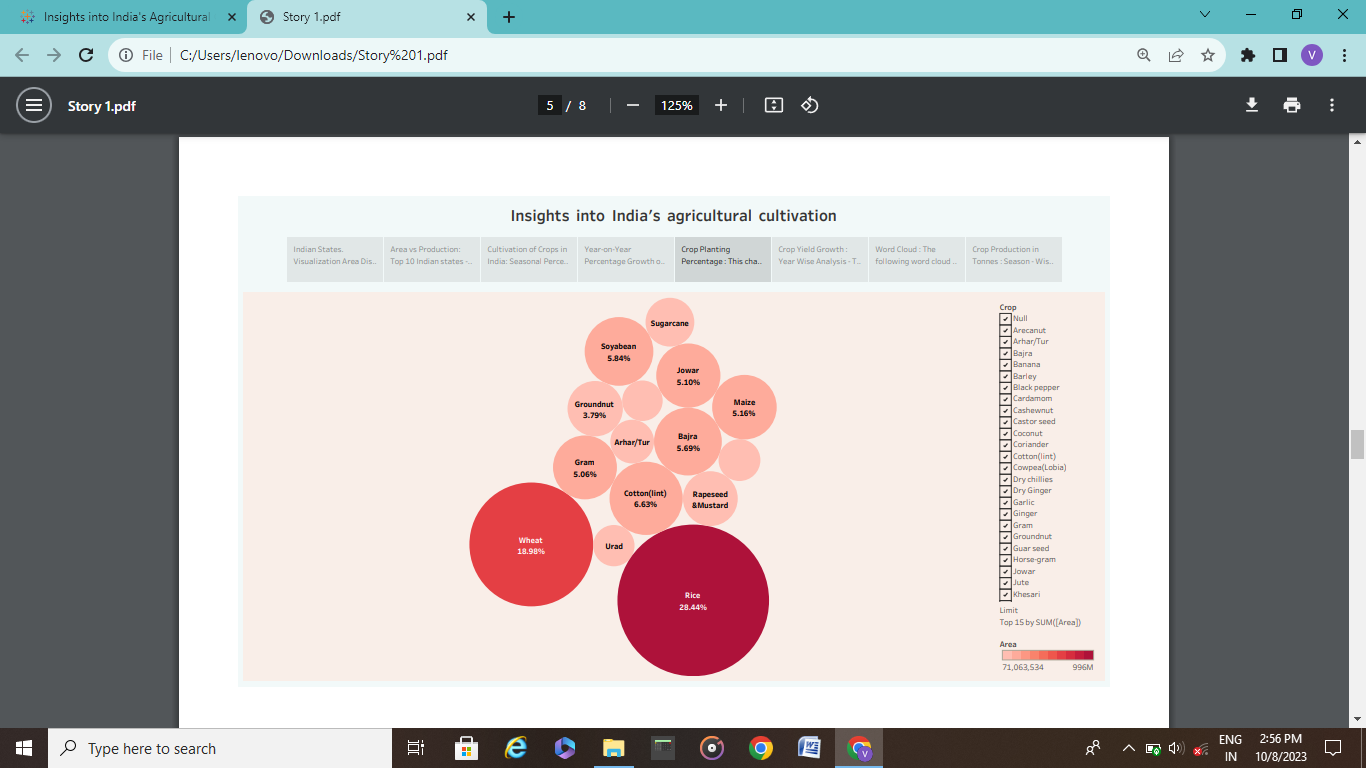 Insights into India's Agricultural
Story 1.pdf
File
C:/Users/lenovo/Downloads/Story%201.pdf
V
Story 1.pdf
5 / 8
125%
Insights into India's agricultural cultivation
Indian States.
Visualization Area Dis..
Area vs Production:
Top 10 Indian states -..
Cultivation of Crops in
India: Seasonal Perce..
Year-on-Year
Percentage Growth o..
Crop Planting
Percentage : This cha..
Crop Yield Growth :
Year Wise Analysis - T..
Word Cloud : The
following word cloud ..
Crop Production in
Tonnes : Season - Wis..
Sugarcane
Soyabean
5.84%
Jowar
5.10%
Groundnut
3.79%
Maize
5.16%
Arhar/Tur
Bajra
5.69%
Gram
5.06%
Cotton(lint)
6.63%
Rapeseed
&Mustard
Wheat
18.98%
Urad
Rice
28.44%
Crop
Null
Arecanut
Arhar/Tur
Bajra
Banana
Barley
Black pepper
Cardamom
Cashewnut
Castor seed
Coconut
Coriander
Cotton(lint)
Cowpea(Lobia)
Dry chillies
Dry Ginger
Garlic
Ginger
Gram
Groundnut
Guar seed
Horse-gram
Jowar
Jute
Khesari
Limit
Top 15 by SUM([Area])
Area
71,063,534 996M
Type here to search
V
ENG
IN
2:56 PM
10/8/2023